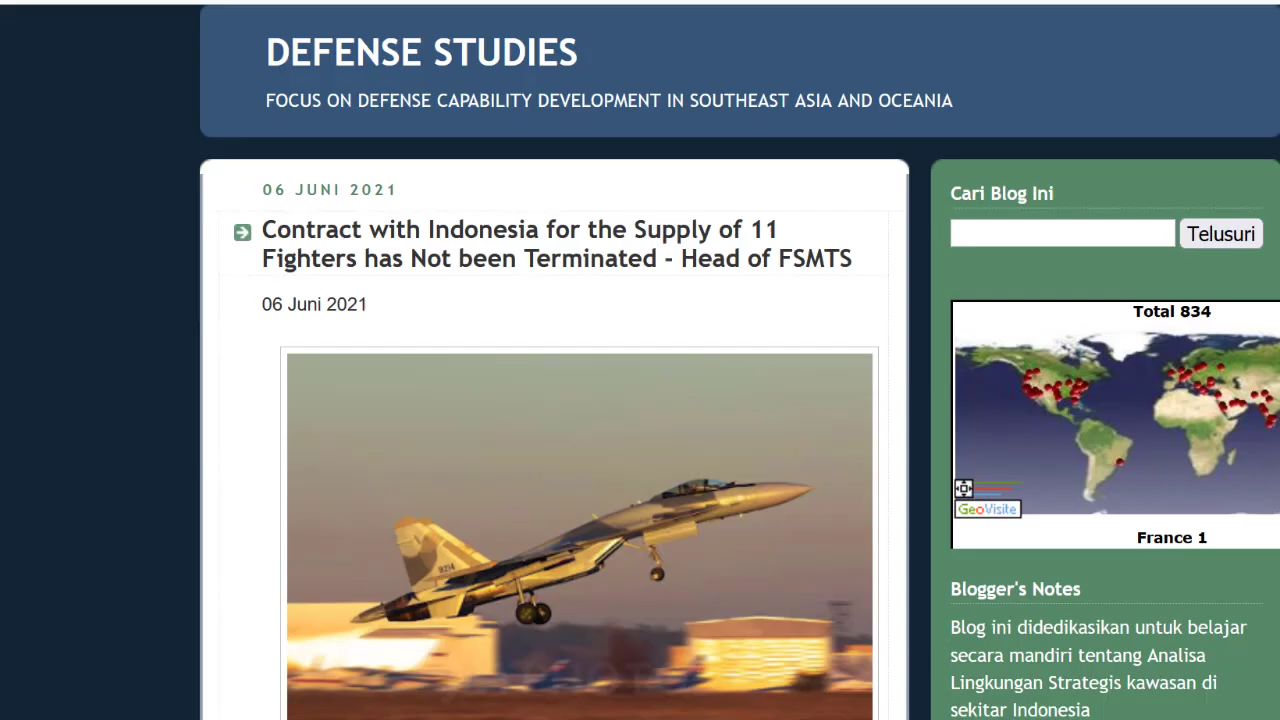 DEFENSE STUDIES
FOCUS ON DEFENSE CAPABILITY DEVELOPMENT IN SOUTHEAST ASIA AND OCEANIA
06 JUNI 2021
Contract with Indonesia for the Supply of 11
Fighters has Not been Terminated - Head of FSMTS
06 Juni 2021
Cari Blog Ini
Telusuri
Total 834
GeoVisite
France 1
Blogger's Notes
Blog ini didedikasikan untuk belajar
secara mandiri tentang Analisa
Lingkungan Strategis kawasan di
sekitar Indonesia